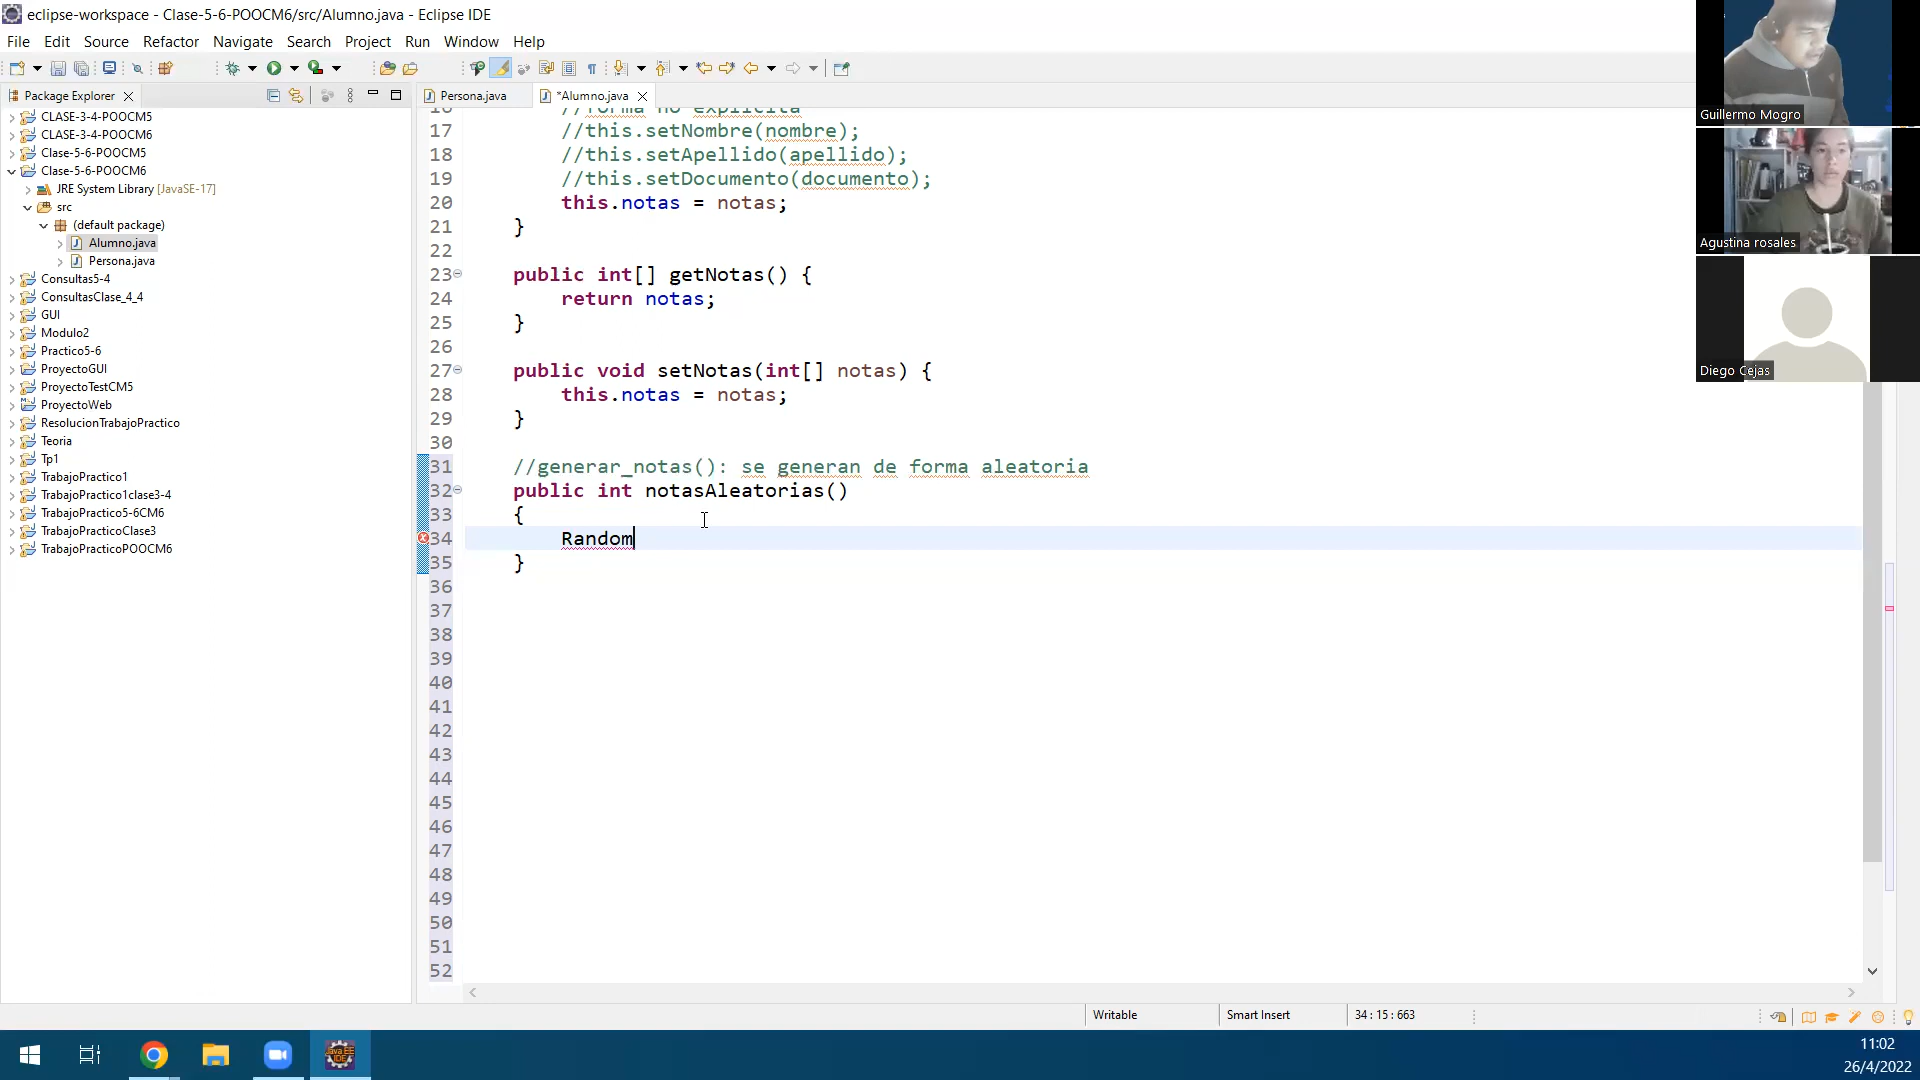 eclipse-workspace - Clase-5-6-POOCM6/src/Alumno.java - Eclipse IDE
File Edit Source Refactor Navigate Search Project Run Window Help
Package Explorer
CLASE-3-4-POOCM5
CLASE-3-4-POOCM6
Clase-5-6-POOCM5
Clase-5-6-POOCM6
JRE System Library [JavaSE-17]
src
(default package)
Alumno.java
Persona.java
Consultas5-4
ConsultasClase_4_4
GUI
Modulo2
Practico5-6
ProyectoGUI
ProyectoTestCM5
ProyectoWeb
ResolucionTrabajoPractico
Teoria
Tp1
TrabajoPractico1
TrabajoPractico1clase3-4
TrabajoPractico5-6CM6
TrabajoPracticoClase3
TrabajoPracticoPOOCM6
Persona.java *Alumno.java
16 //forma no explicita
17 //this.setNombre(nombre);
18 //this.setApellido(apellido);
19 //this.setDocumento(documento);
20 this.notas = notas;
21 }
22
23 public int[] getNotas() {
24 return notas;
25 }
26
27 public void setNotas(int[] notas) {
28 this.notas = notas;
29 }
30
31 //generar_notas(): se generan de forma aleatoria
32 public int notasAleatorias()
33 {
34 Random
35 }
36
37
38
39
40
41
42
43
44
45
46
47
48
49
50
51
52
Guillermo Mogro
Agustina rosales
Diego Cejas
Writable Smart Insert 34 : 15 : 663
Java EE
IDE
11:02
26/4/2022